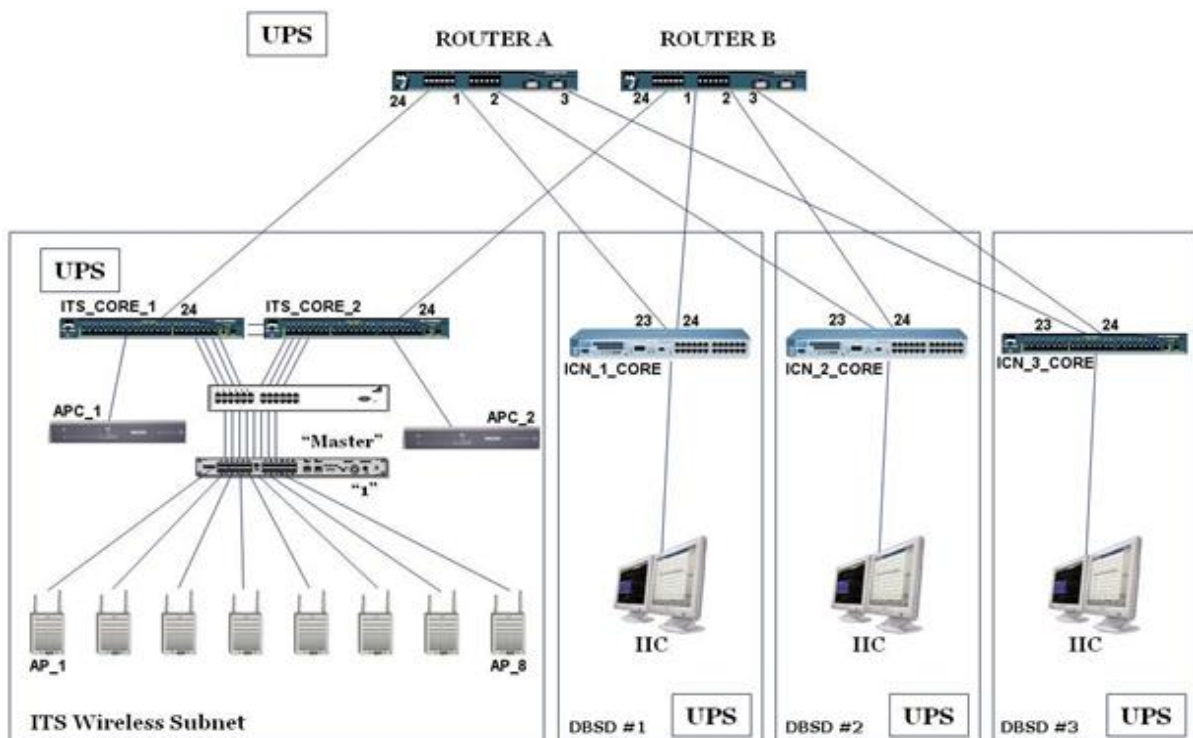 UPS
ROUTER A
ROUTER B
24
1
2
3
24
1
2
3
UPS
ITS_CORE_1
24
ITS_CORE_2
24
APC_1
APC_2
"Master"
"1"
AP_1
AP_8
ITS Wireless Subnet
23
24
ICN_1_CORE
IIC
DBSD #1
UPS
23
24
ICN_2_CORE
IIC
DBSD #2
UPS
23
24
ICN_3_CORE
IIC
DBSD #3
UPS